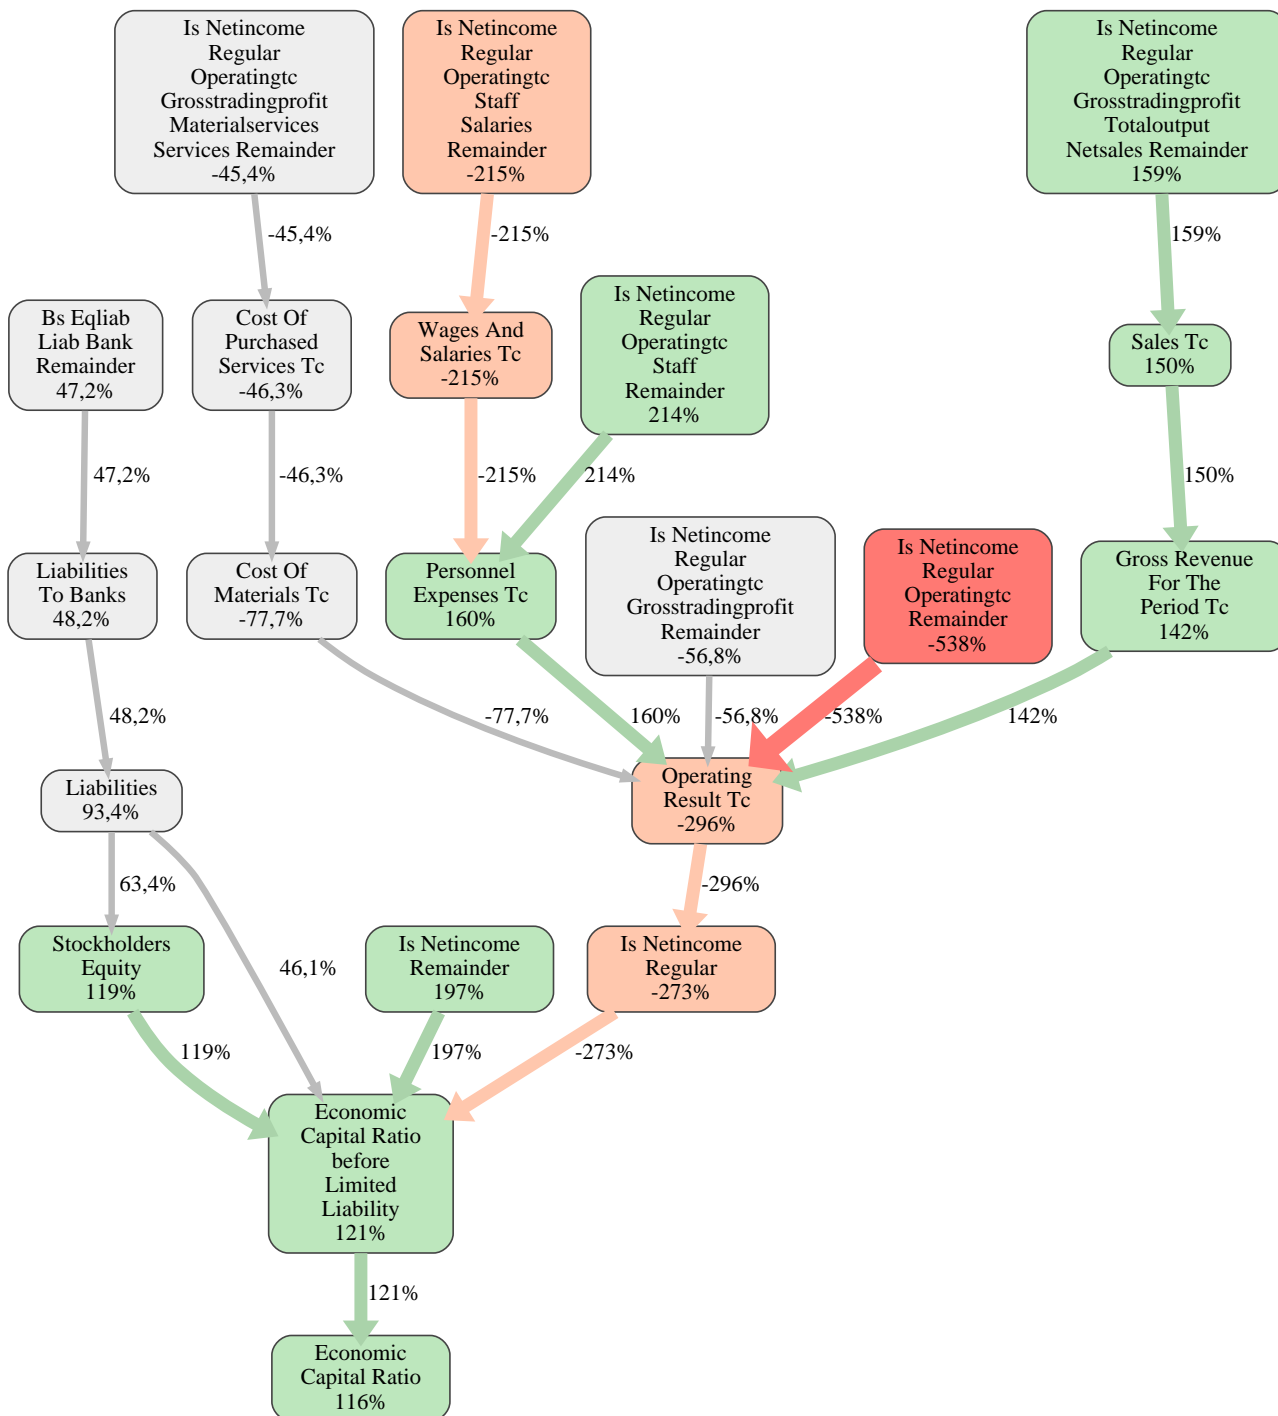 Is Netincome
Regular
Operatingtc
Grosstradingprofit
Materialservices
Services Remainder
-45,4%
Is Netincome
Regular
Operatingtc
Staff
Salaries
Remainder
-215%
Is Netincome
Regular
Operatingtc
Grosstradingprofit
Totaloutput
Netsales Remainder
159%
-45,4%
-215%
159%
Bs Eqliab
Liab Bank
Remainder
47,2%
Cost Of
Purchased
Services Tc
-46,3%
Wages And
Salaries Tc
-215%
Is Netincome
Regular
Operatingtc
Staff
Remainder
214%
Sales Tc
150%
47,2%
-46,3%
-215%
214%
150%
Liabilities
To Banks
48,2%
Cost Of
Materials Tc
-77,7%
Personnel
Expenses Tc
160%
Is Netincome
Regular
Operatingtc
Grosstradingprofit
Remainder
-56,8%
Is Netincome
Regular
Operatingtc
Remainder
-538%
Gross Revenue
For The
Period Tc
142%
48,2%
-77,7%
160%
-56,8%
-538%
142%
Liabilities
93,4%
Operating
Result Tc
-296%
63,4%
46,1%
-296%
Stockholders
Equity
119%
Is Netincome
Remainder
197%
Is Netincome
Regular
-273%
119%
197%
-273%
Economic
Capital Ratio
before
Limited
Liability
121%
121%
Economic
Capital Ratio
116%